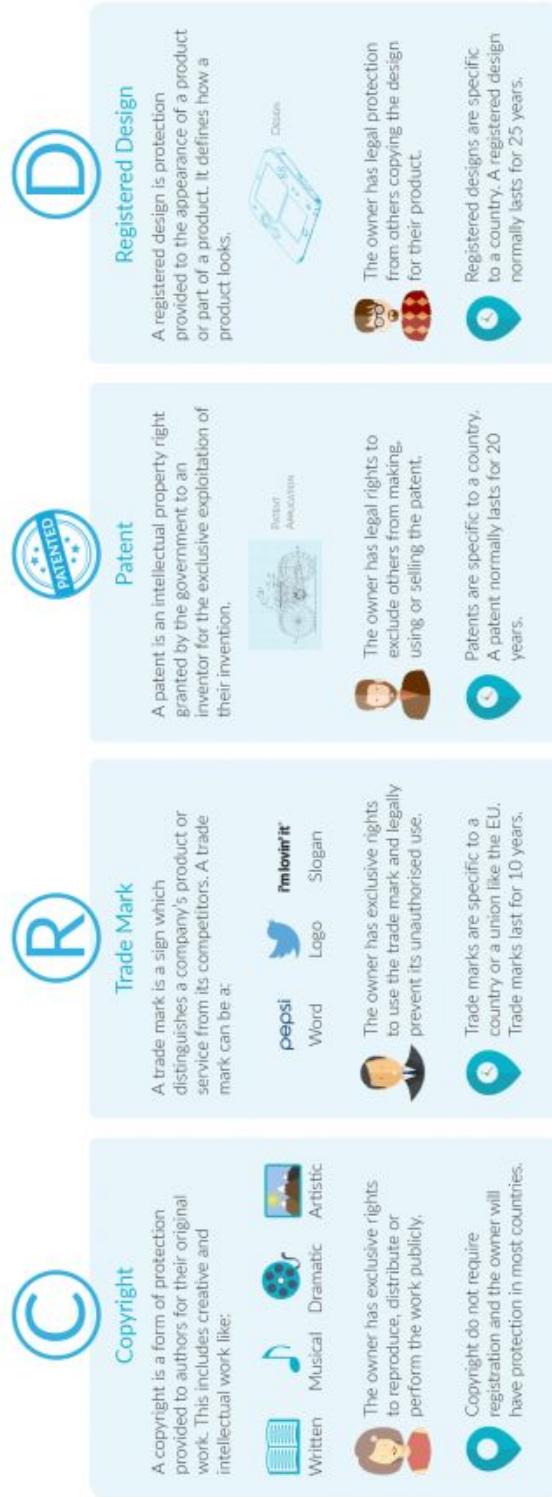 C
Copyright
A copyright is a form of protection
provided to authors for their original
work. This includes creative and
intellectual work like:
Written Musical Dramatic Artistic
The owner has exclusive rights
to reproduce, distribute or
perform the work publicly.
Copyright do not require
registration and the owner will
have protection in most countries.
R
Trade Mark
A trade mark is a sign which
distinguishes a company's product or
service from its competitors. A trade
mark can be a:
pepsi i'm lovin' it®
Word Logo Slogan
The owner has exclusive rights
to use the trade mark and legally
prevent its unauthorised use.
Trade marks are specific to a
country or a union like the EU.
Trade marks last for 10 years.
PATENTED
Patent
A patent is an intellectual property right
granted by the government to an
inventor for the exclusive exploitation of
their invention.
PATENT
APPLICATION
The owner has legal rights to
exclude others from making,
using or selling the patent.
Patents are specific to a country.
A patent normally lasts for 20
years.
D
Registered Design
A registered design is protection
provided to the appearance of a product
or part of a product. It defines how a
product looks.
DESIGN
The owner has legal protection
from others copying the design
for their product.
Registered designs are specific
to a country. A registered design
normally lasts for 25 years.